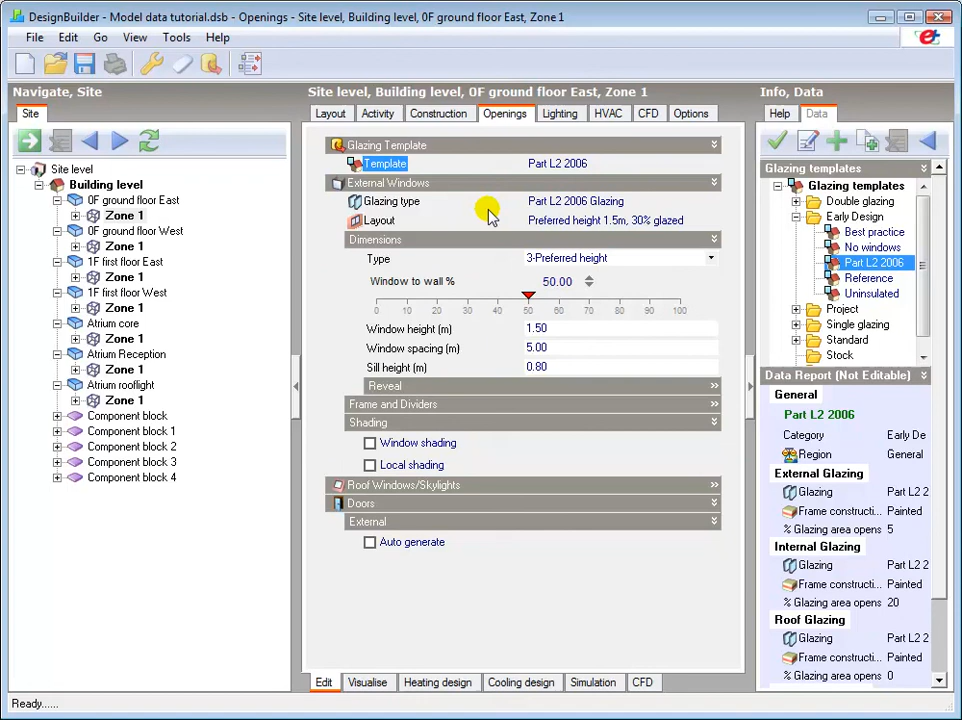 DesignBuilder - Model data tutorial.dsb - Openings - Site level, Building level, 0F ground floor East, Zone 1
File Edit Go View Tools Help
Navigate, Site
Site
Site level
Building level
0F ground floor East
Zone 1
0F ground floor West
Zone 1
1F first floor East
Zone 1
1F first floor West
Zone 1
Atrium core
Zone 1
Atrium Reception
Zone 1
Atrium rooflight
Zone 1
Component block
Component block 1
Component block 2
Component block 3
Component block 4
Site level, Building level, 0F ground floor East, Zone 1
Layout Activity Construction Openings Lighting HVAC CFD Options
Glazing Template
Template Part L2 2006
External Windows
Glazing type Part L2 2006 Glazing
Layout Preferred height 1.5m, 30% glazed
Dimensions
Type 3-Preferred height
Window to wall % 50.00
0 10 20 30 40 50 60 70 80 90 100
Window height (m) 1.50
Window spacing (m) 5.00
Sill height (m) 0.80
Reveal
Frame and Dividers
Shading
Window shading
Local shading
Roof Windows/Skylights
Doors
External
Auto generate
Edit Visualise Heating design Cooling design Simulation CFD
Info, Data
Help Data
Glazing templates
Glazing templates
Double glazing
Early Design
Best practice
No windows
Part L2 2006
Reference
Uninsulated
Project
Single glazing
Standard
Stock
Data Report (Not Editable)
General
Part L2 2006
Category Early De
Region General
External Glazing
Glazing Part L2 2
Frame constructi... Painted
% Glazing area opens 5
Internal Glazing
Glazing Part L2 2
Frame constructi... Painted
% Glazing area opens 20
Roof Glazing
Glazing Part L2 2
Frame constructi... Painted
% Glazing area opens 0
Ready......